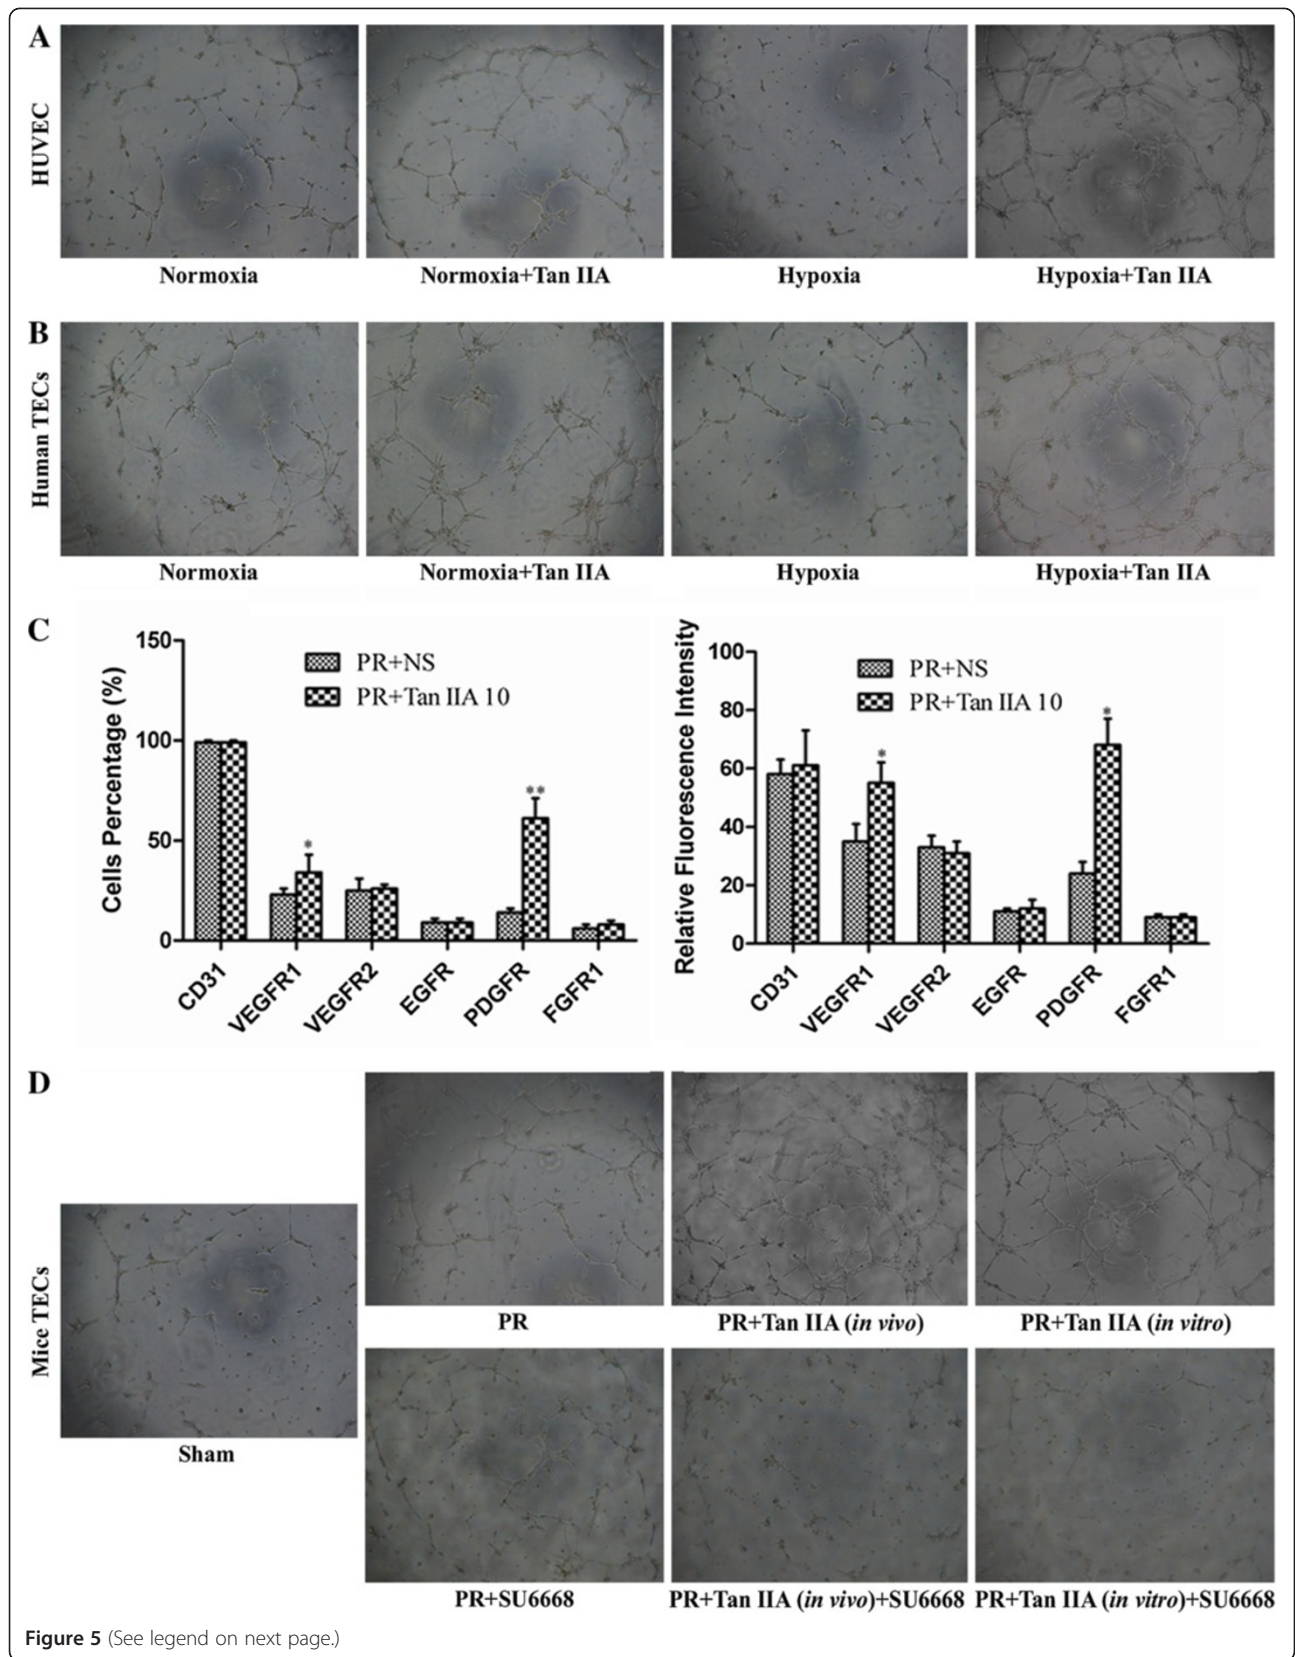 A
HUVEC
Normoxia
Normoxia+Tan IIA
Hypoxia
Hypoxia+Tan IIA
B
Human TECs
Normoxia
Normoxia+Tan IIA
Hypoxia
Hypoxia+Tan IIA
C
Cells Percentage (%)
150
100
50
0
PR+NS
PR+Tan IIA 10
*
**
CD31
VEGFR1
VEGFR2
EGFR
PDGFR
FGFR1
Relative Fluorescence Intensity
100
80
60
40
20
0
PR+NS
PR+Tan IIA 10
*
*
CD31
VEGFR1
VEGFR2
EGFR
PDGFR
FGFR1
D
Mice TECs
Sham
PR
PR+Tan IIA (in vivo)
PR+Tan IIA (in vitro)
PR+SU6668
PR+Tan IIA (in vivo)+SU6668
PR+Tan IIA (in vitro)+SU6668
Figure 5 (See legend on next page.)